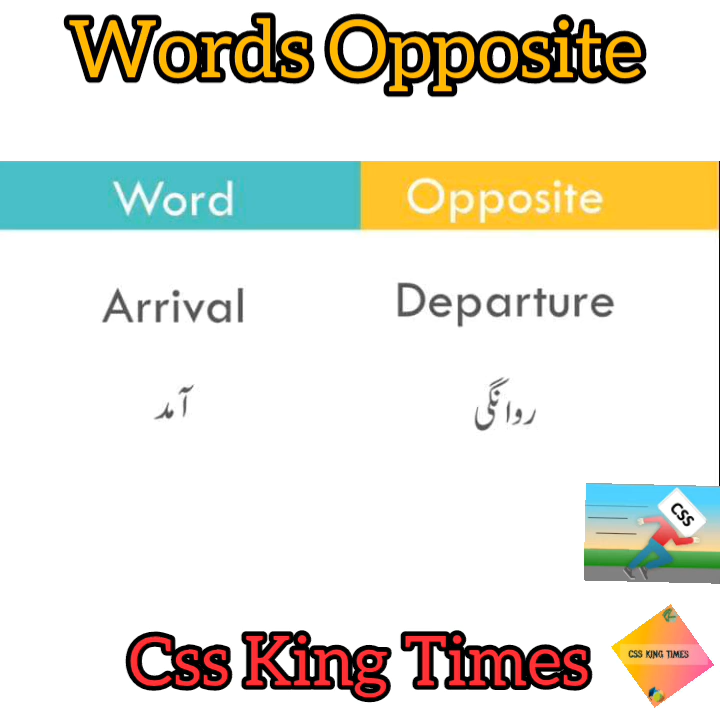 Words Opposite
Word Opposite
Arrival Departure
آمد روانگی
CSS
Css King Times
CSS KING TIMES